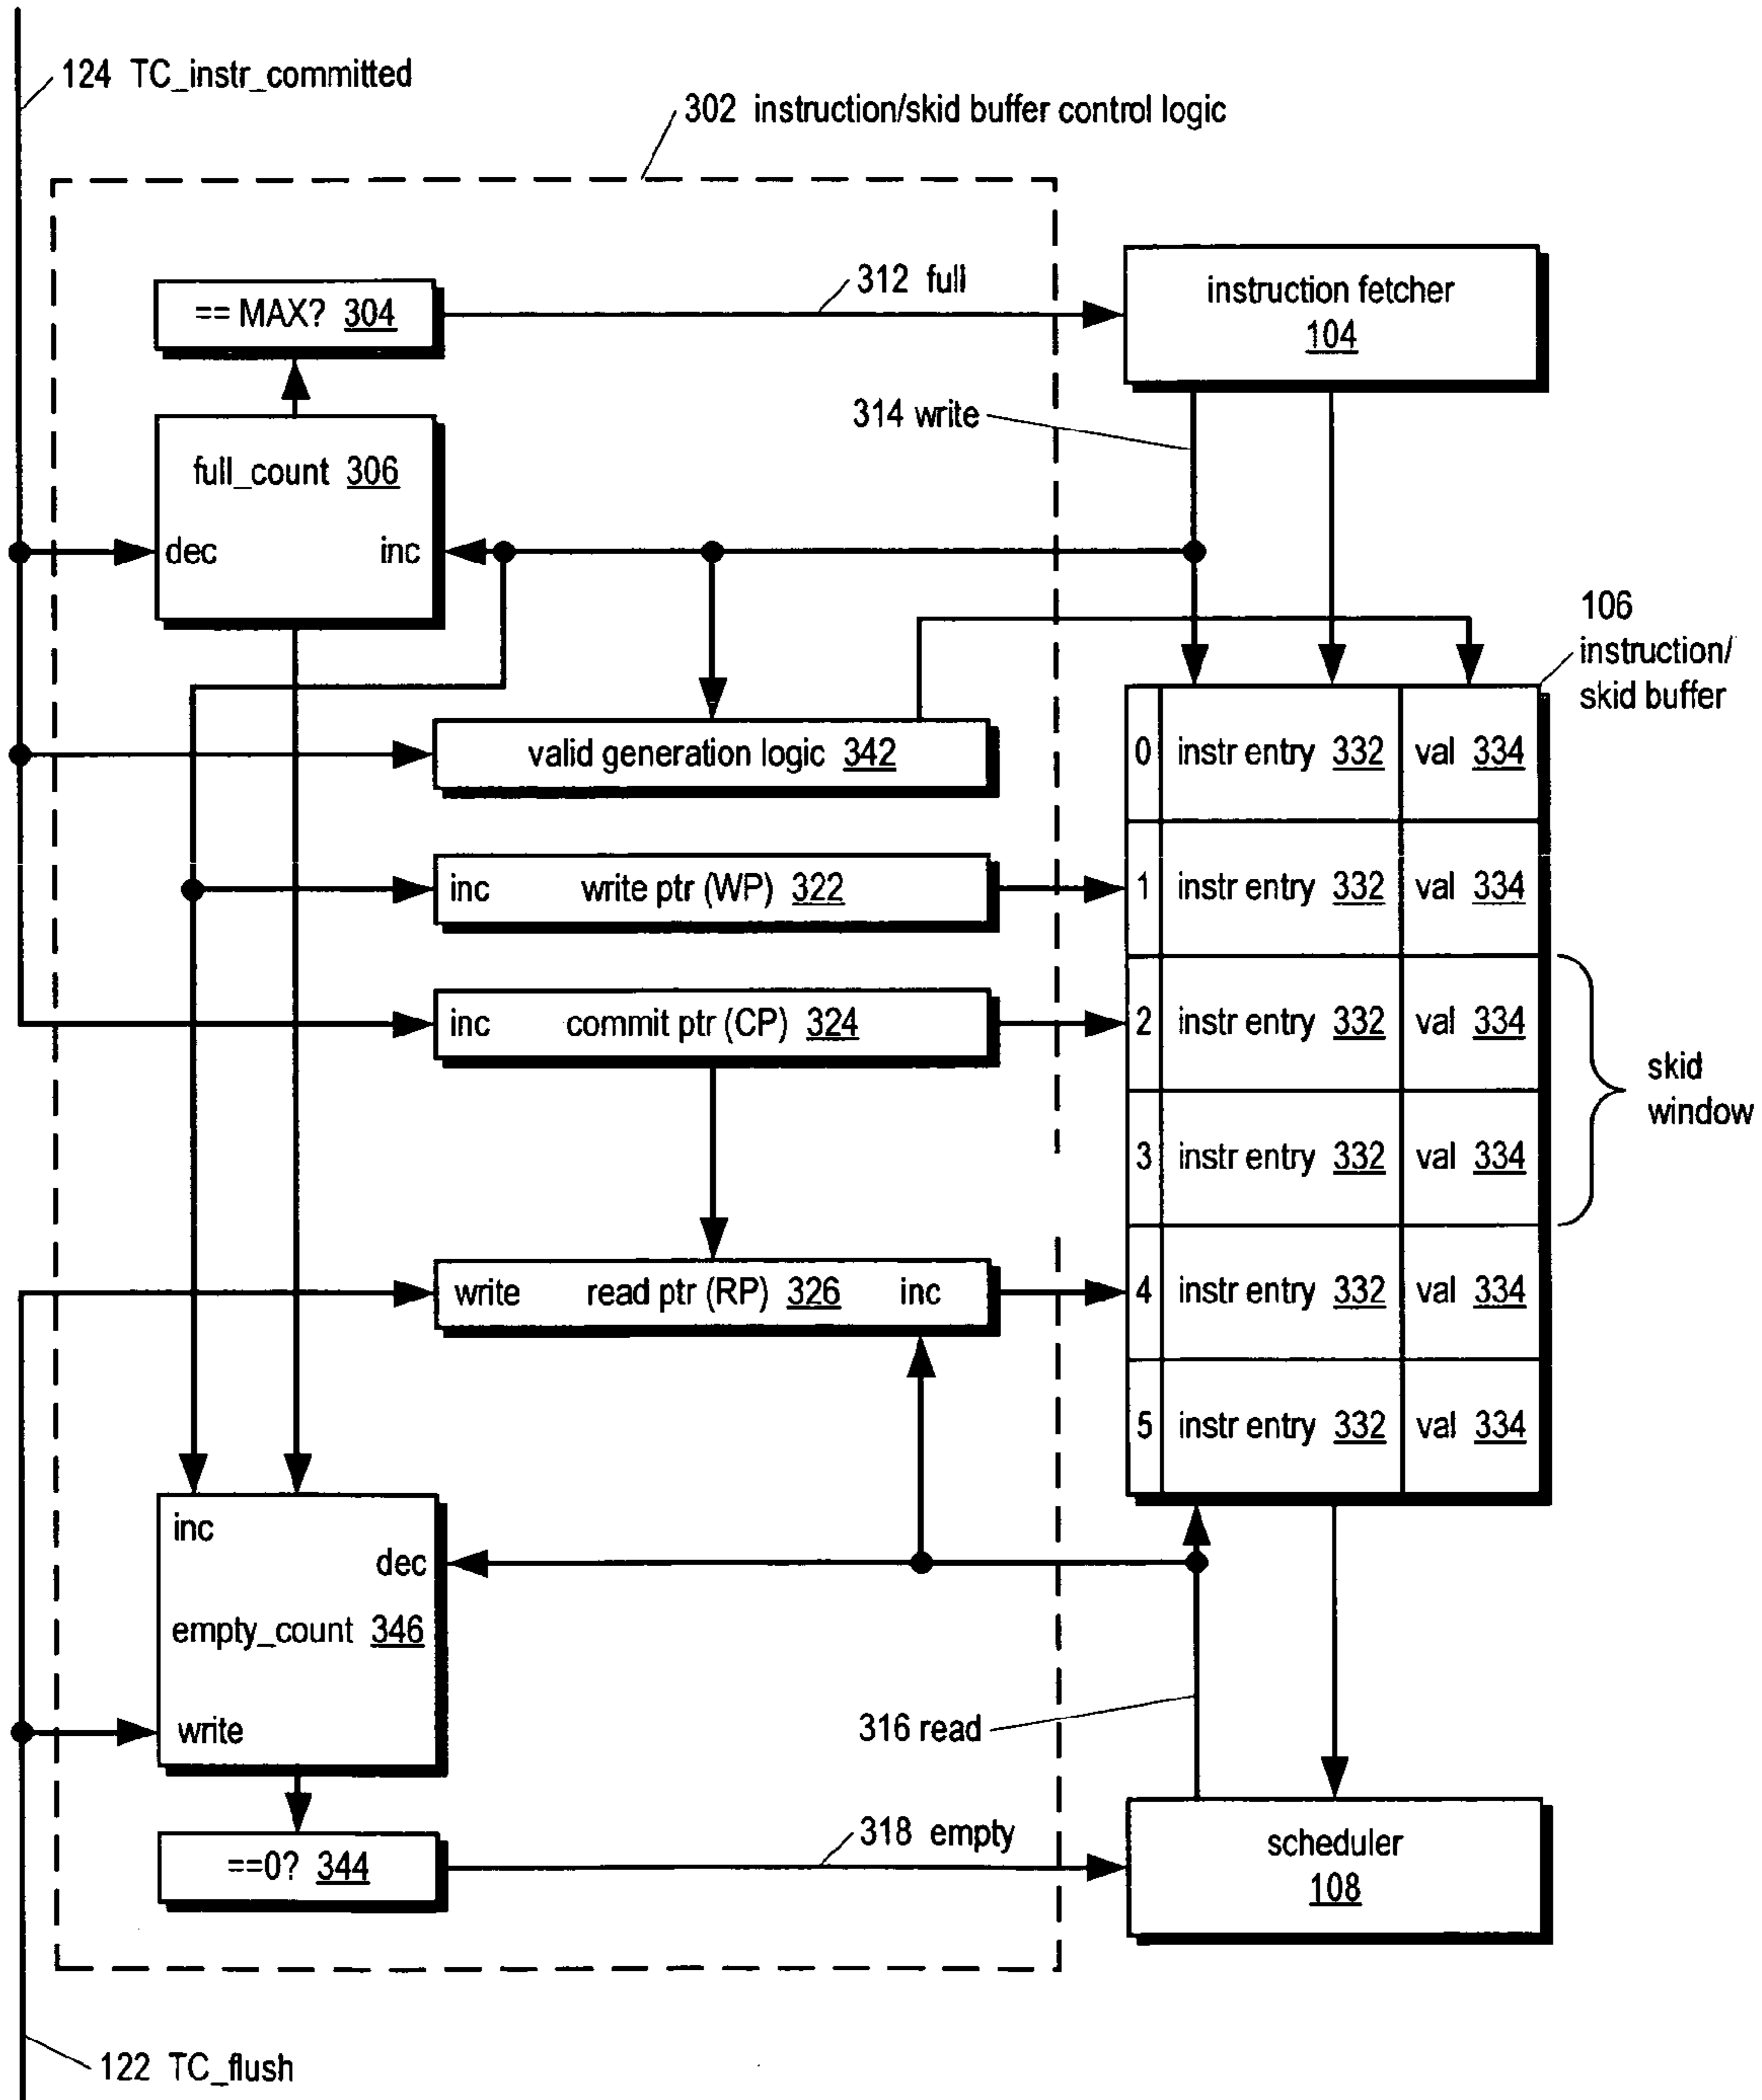 124 TC_instr_committed
302 instruction/skid buffer control logic
== MAX? 304
312 full
instruction fetcher
104
314 write
full_count 306
dec inc
106
instruction/
skid buffer
valid generation logic 342
0 instr entry 332 val 334
inc write ptr (WP) 322
1 instr entry 332 val 334
inc commit ptr (CP) 324
2 instr entry 332 val 334
skid
window
3 instr entry 332 val 334
write read ptr (RP) 326 inc
4 instr entry 332 val 334
5 instr entry 332 val 334
inc
dec
empty_count 346
write
316 read
==0? 344
318 empty
scheduler
108
122 TC_flush